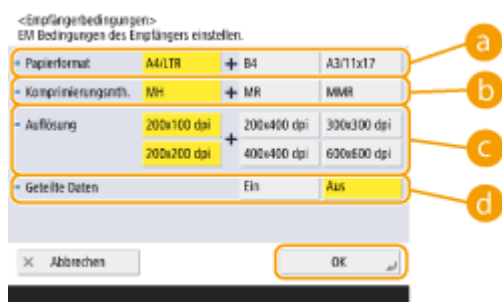 <Empfängerbedingungen>
EM Bedingungen des Empfängers einstellen.
Papierformat A4/LTR + B4 A3/11x17 a
Komprimierungsmth. MH + MR MMR b
Auflösung 200x100 dpi + 200x400 dpi 300x300 dpi c
200x200 dpi 400x400 dpi 600x600 dpi
Geteilte Daten Ein Aus d
× Abbrechen OK